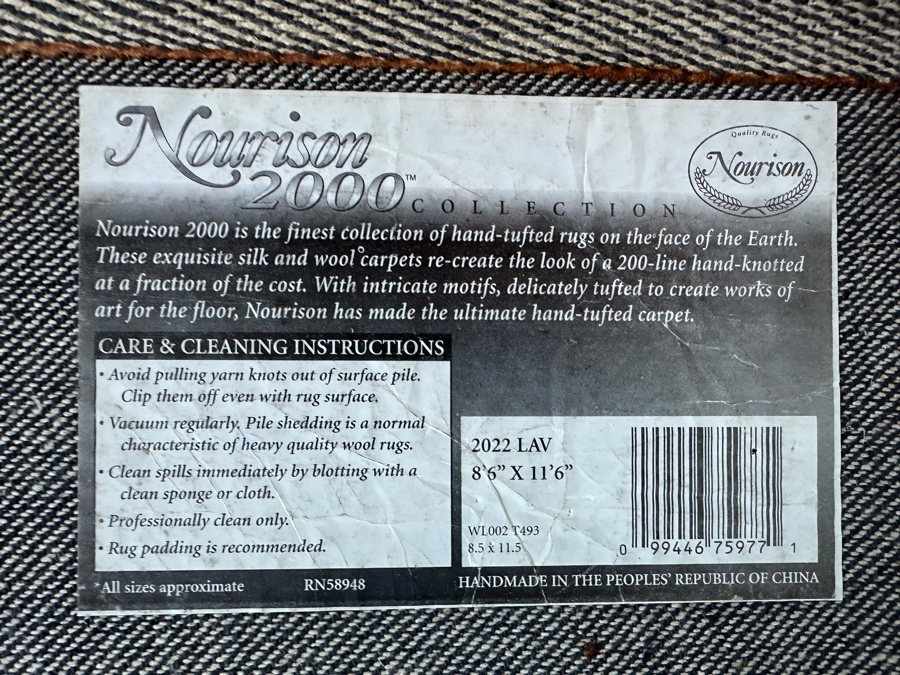 Nourison
2000™ COLLECTION
Quality Rugs
Nourison
Nourison 2000 is the finest collection of hand-tufted rugs on the face of the Earth.
These exquisite silk and wool carpets re-create the look of a 200-line hand-knotted
at a fraction of the cost. With intricate motifs, delicately tufted to create works of
art for the floor, Nourison has made the ultimate hand-tufted carpet.
CARE & CLEANING INSTRUCTIONS
• Avoid pulling yarn knots out of surface pile.
Clip them off even with rug surface.
• Vacuum regularly. Pile shedding is a normal
characteristic of heavy quality wool rugs.
• Clean spills immediately by blotting with a
clean sponge or cloth.
• Professionally clean only.
• Rug padding is recommended.
2022 LAV
8'6" X 11'6"
WL002 T493
8.5 x 11.5
0 99446 75977 1
*All sizes approximate RN58948
HANDMADE IN THE PEOPLES' REPUBLIC OF CHINA